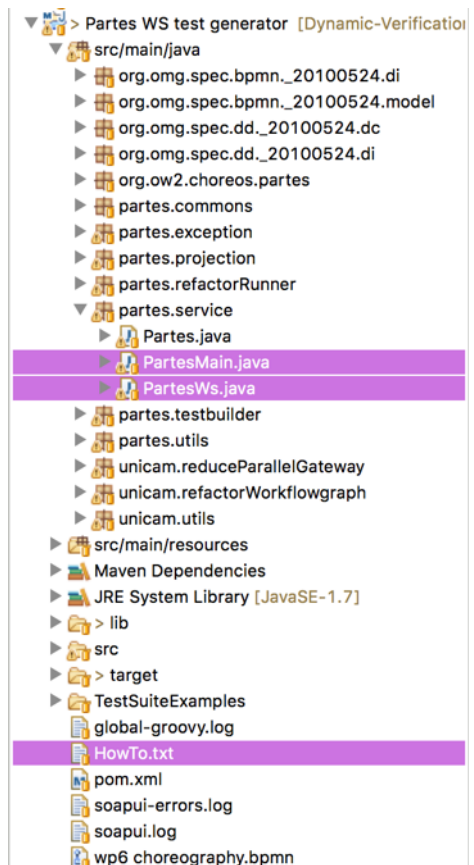 > Partes WS test generator [Dynamic-Verification
src/main/java
org.omg.spec.bpmn._20100524.di
org.omg.spec.bpmn._20100524.model
org.omg.spec.dd._20100524.dc
org.omg.spec.dd._20100524.di
org.ow2.choreos.partes
partes.commons
partes.exception
partes.projection
partes.refactorRunner
partes.service
Partes.java
PartesMain.java
PartesWs.java
partes.testbuilder
partes.utils
unicam.reduceParallelGateway
unicam.refactorWorkflowgraph
unicam.utils
src/main/resources
Maven Dependencies
JRE System Library [JavaSE-1.7]
> lib
src
> target
TestSuiteExamples
global-groovy.log
HowTo.txt
pom.xml
soapui-errors.log
soapui.log
wp6 choreography.bpmn